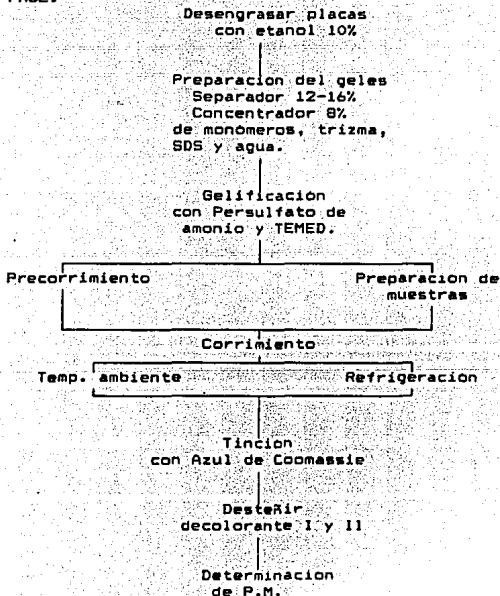 PAGE.
Desengrasar placas
con etanol 10%
Preparación del geles
Separador 12-16%
Concentrador 8%
de monómeros, trizma,
SDS y agua.
Gelificación
con Persulfato de
amonio y TEMED.
Precorrimiento
Preparacion de
muestras
Corrimiento
Temp. ambiente
Refrigeracion
Tincion
con Azul de Coomassie
Desteñir
decolorante I y II
Determinacion
de P.M.